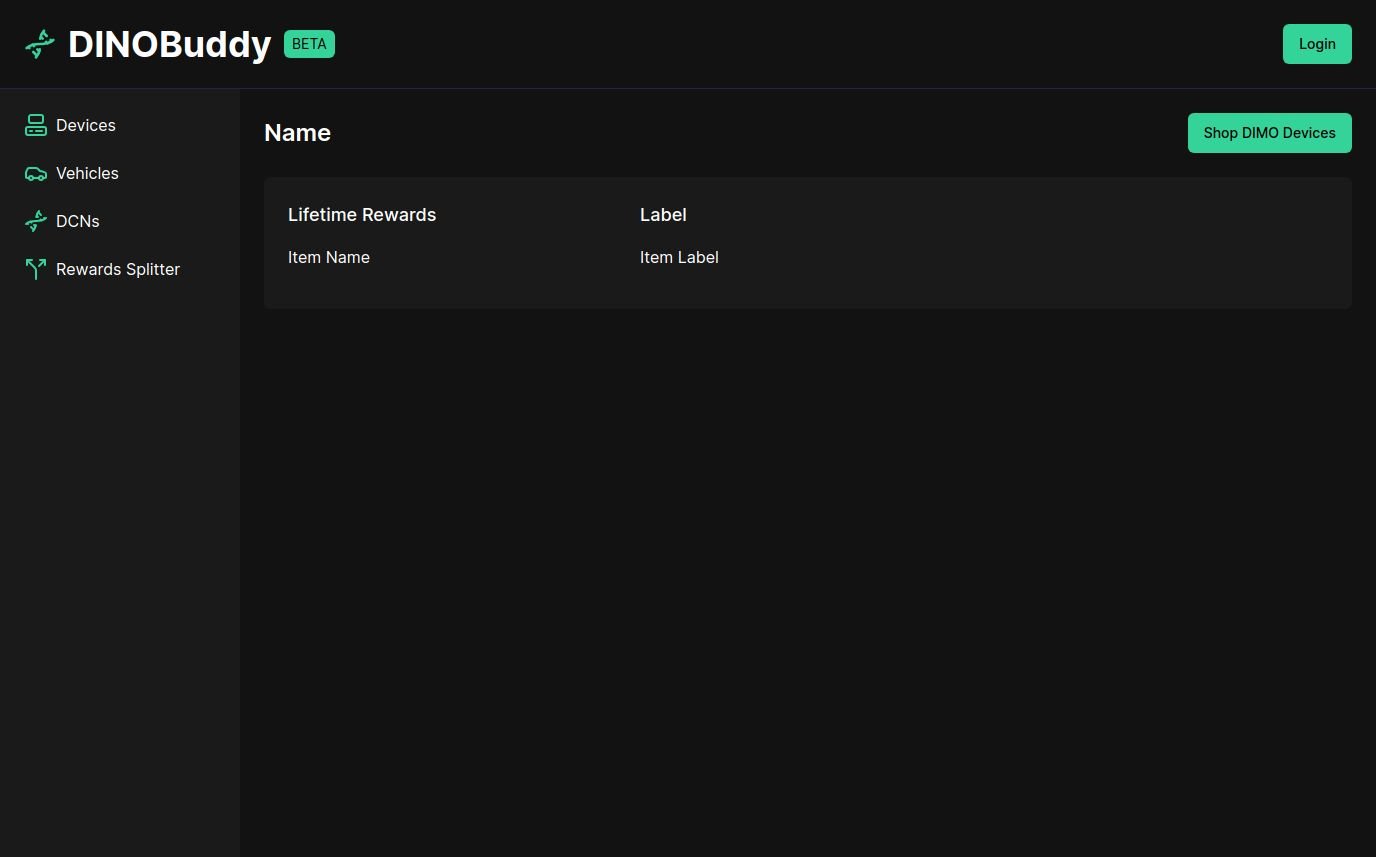 DINOBuddy BETA
Login
Devices
Vehicles
DCNs
Rewards Splitter
Name
Shop DIMO Devices
Lifetime Rewards
Label
Item Name
Item Label